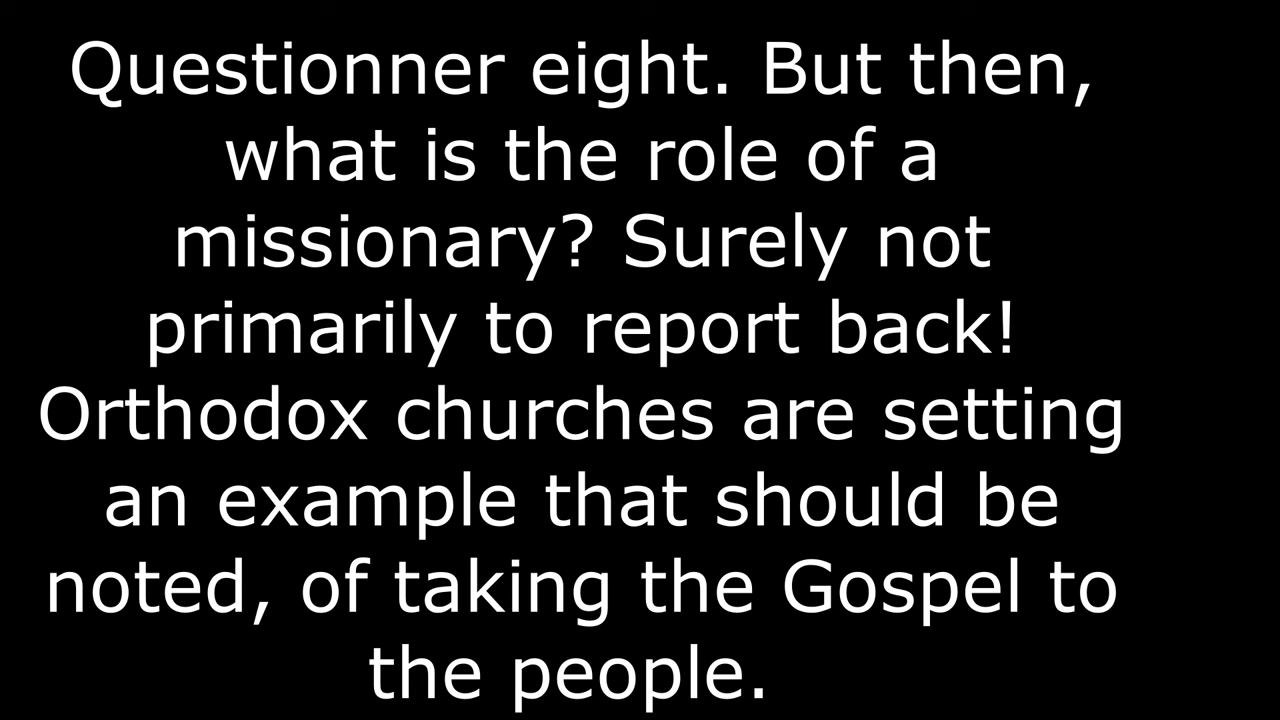 Questionner eight. But then,
what is the role of a
missionary? Surely not
primarily to report back!
Orthodox churches are setting
an example that should be
noted, of taking the Gospel to
the people.